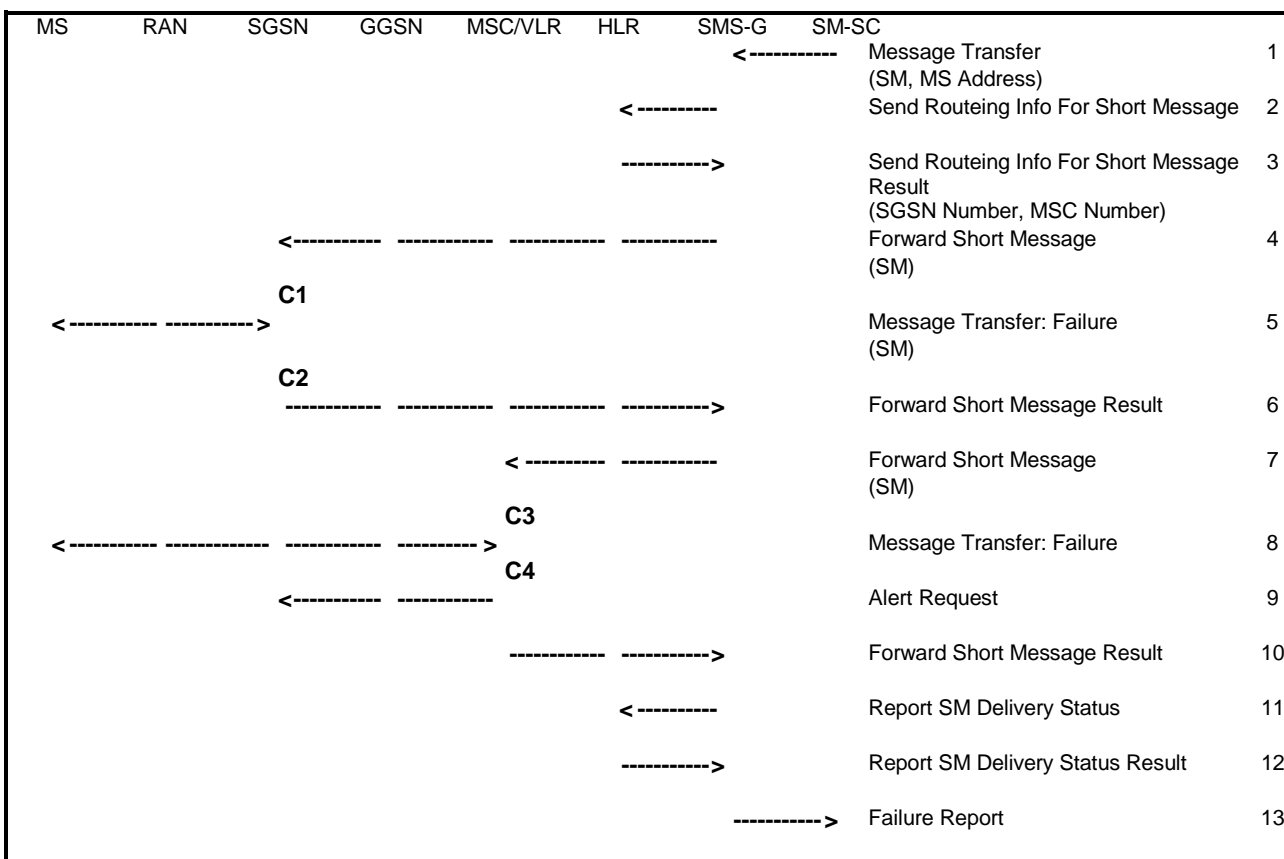 MS RAN SGSN GGSN MSC/VLR HLR SMS-G SM-SC
Message Transfer 1
(SM, MS Address)
Send Routeing Info For Short Message 2
Send Routeing Info For Short Message 3
Result
(SGSN Number, MSC Number)
Forward Short Message 4
(SM)
C1
Message Transfer: Failure 5
(SM)
C2
Forward Short Message Result 6
Forward Short Message 7
(SM)
C3
Message Transfer: Failure 8
C4
Alert Request 9
Forward Short Message Result 10
Report SM Delivery Status 11
Report SM Delivery Status Result 12
Failure Report 13